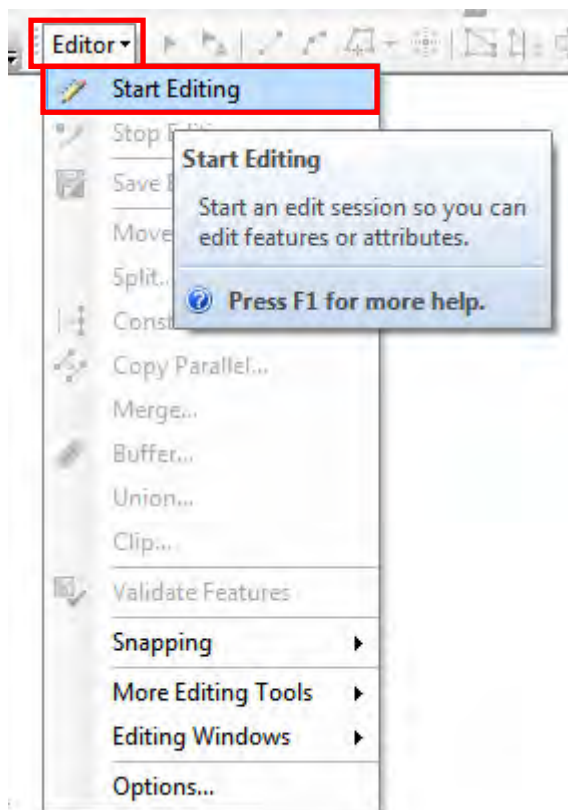 Editor
Start Editing
Stop
Start Editing
Save
Start an edit session so you can
Move
edit features or attributes.
Split..
Press F1 for more help.
Const
Copy Parallel...
Merge...
Buffer...
Union...
Clip...
Validate Features
Snapping
More Editing Tools
Editing Windows
Options...